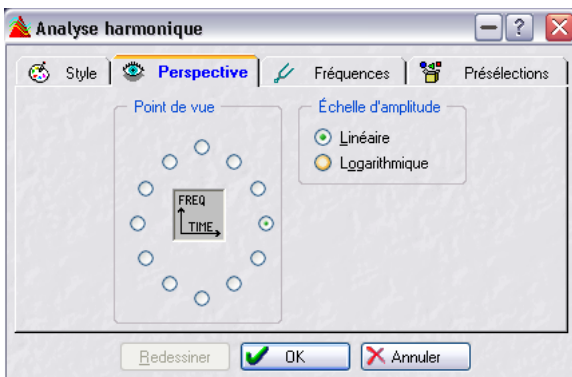 Analyse harmonique
Style
Perspective
Fréquences
Présélections
Point de vue
Échelle d'amplitude
Linéaire
Logarithmique
FREQ
TIME
Redessiner
OK
Annuler